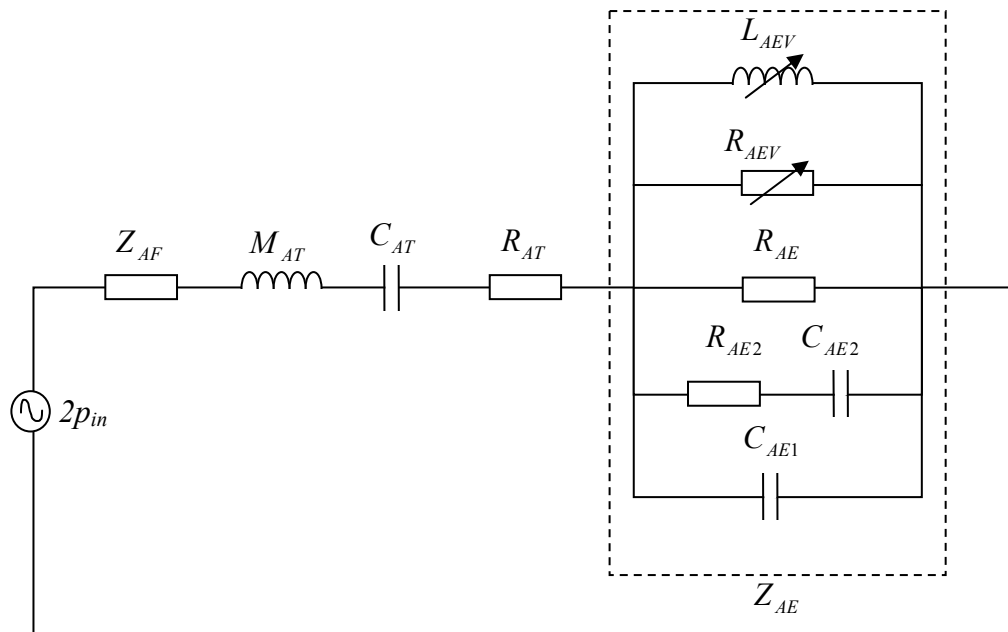 L_AEV
R_AEV
Z_AF
M_AT
C_AT
R_AT
R_AE
R_AE2
C_AE2
2p_in
C_AE1
Z_AE